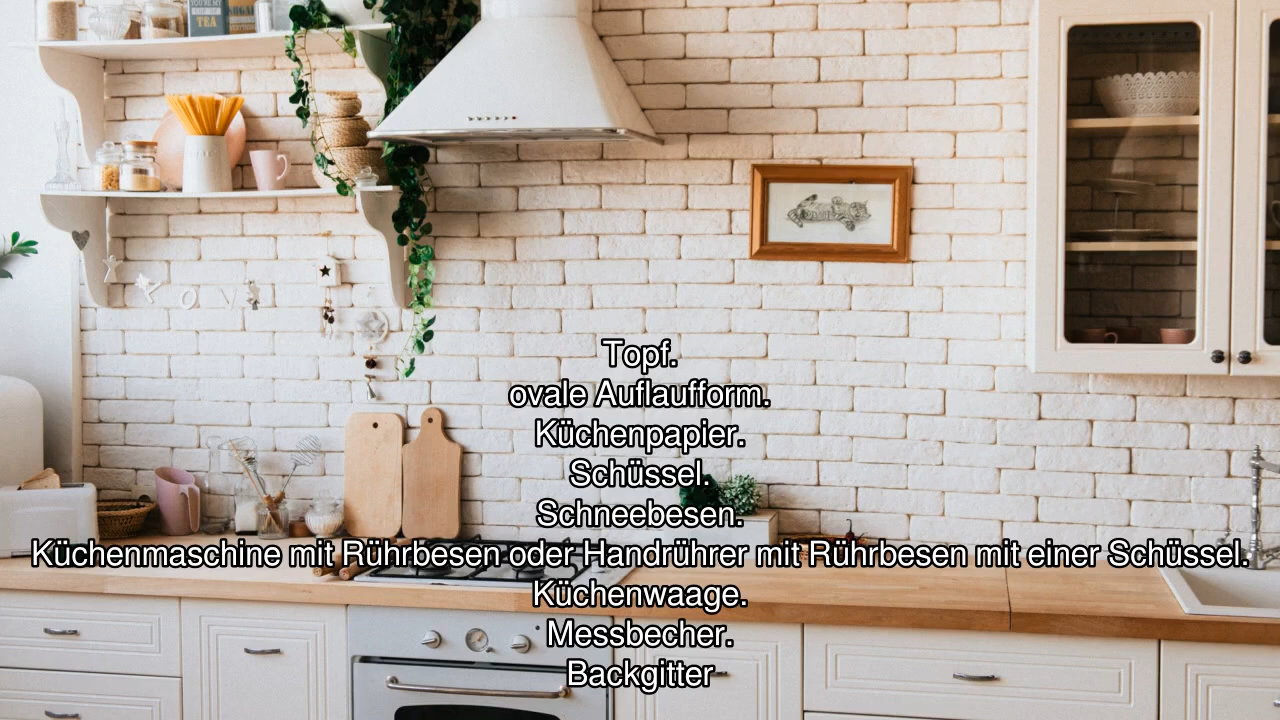 TEA
Topf.
ovale Auflaufform.
Küchenpapier.
Schüssel.
Schneebesen.
Küchenmaschine mit Rührbesen oder Handrührer mit Rührbesen mit einer Schüssel.
Küchenwaage.
Messbecher.
Backgitter